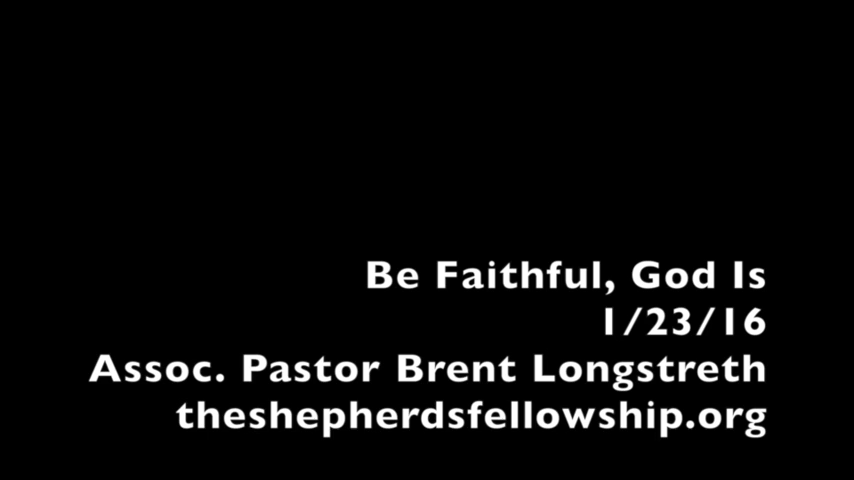 Be Faithful, God Is
1/23/16
Assoc. Pastor Brent Longstreth
theshepherdsfellowship.org